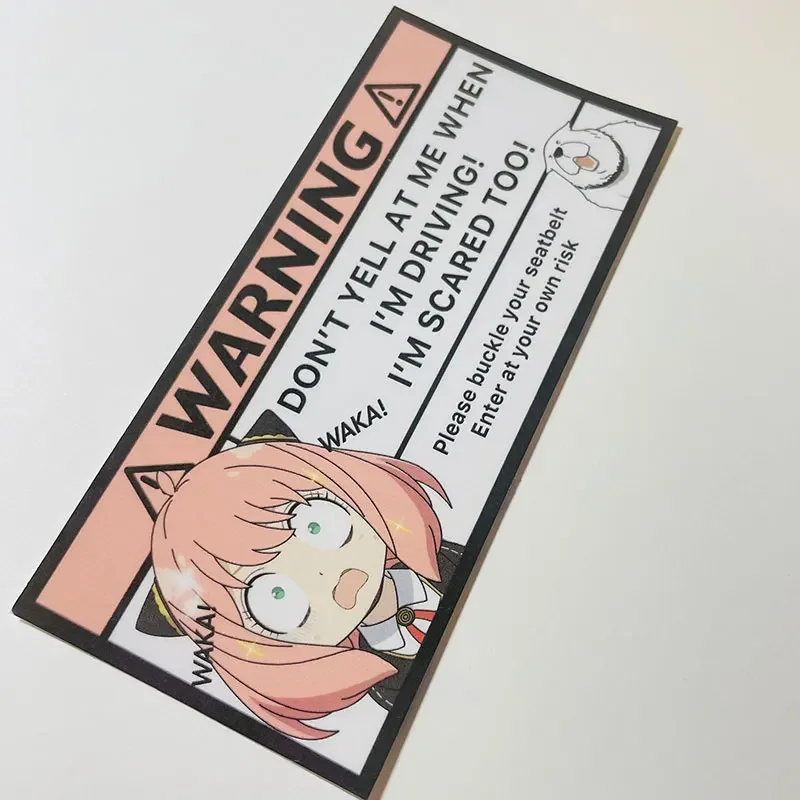 WARNING
DON'T YELL AT ME WHEN
I'M DRIVING!
I'M SCARED TOO!
Please buckle your seatbelt
Enter at your own risk
WAKA!
WAKA!